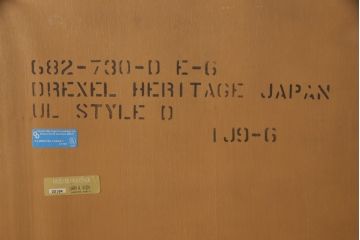 682-730-D E-6
DREXEL HERITAGE JAPAN
UL STYLE D
1J9-6